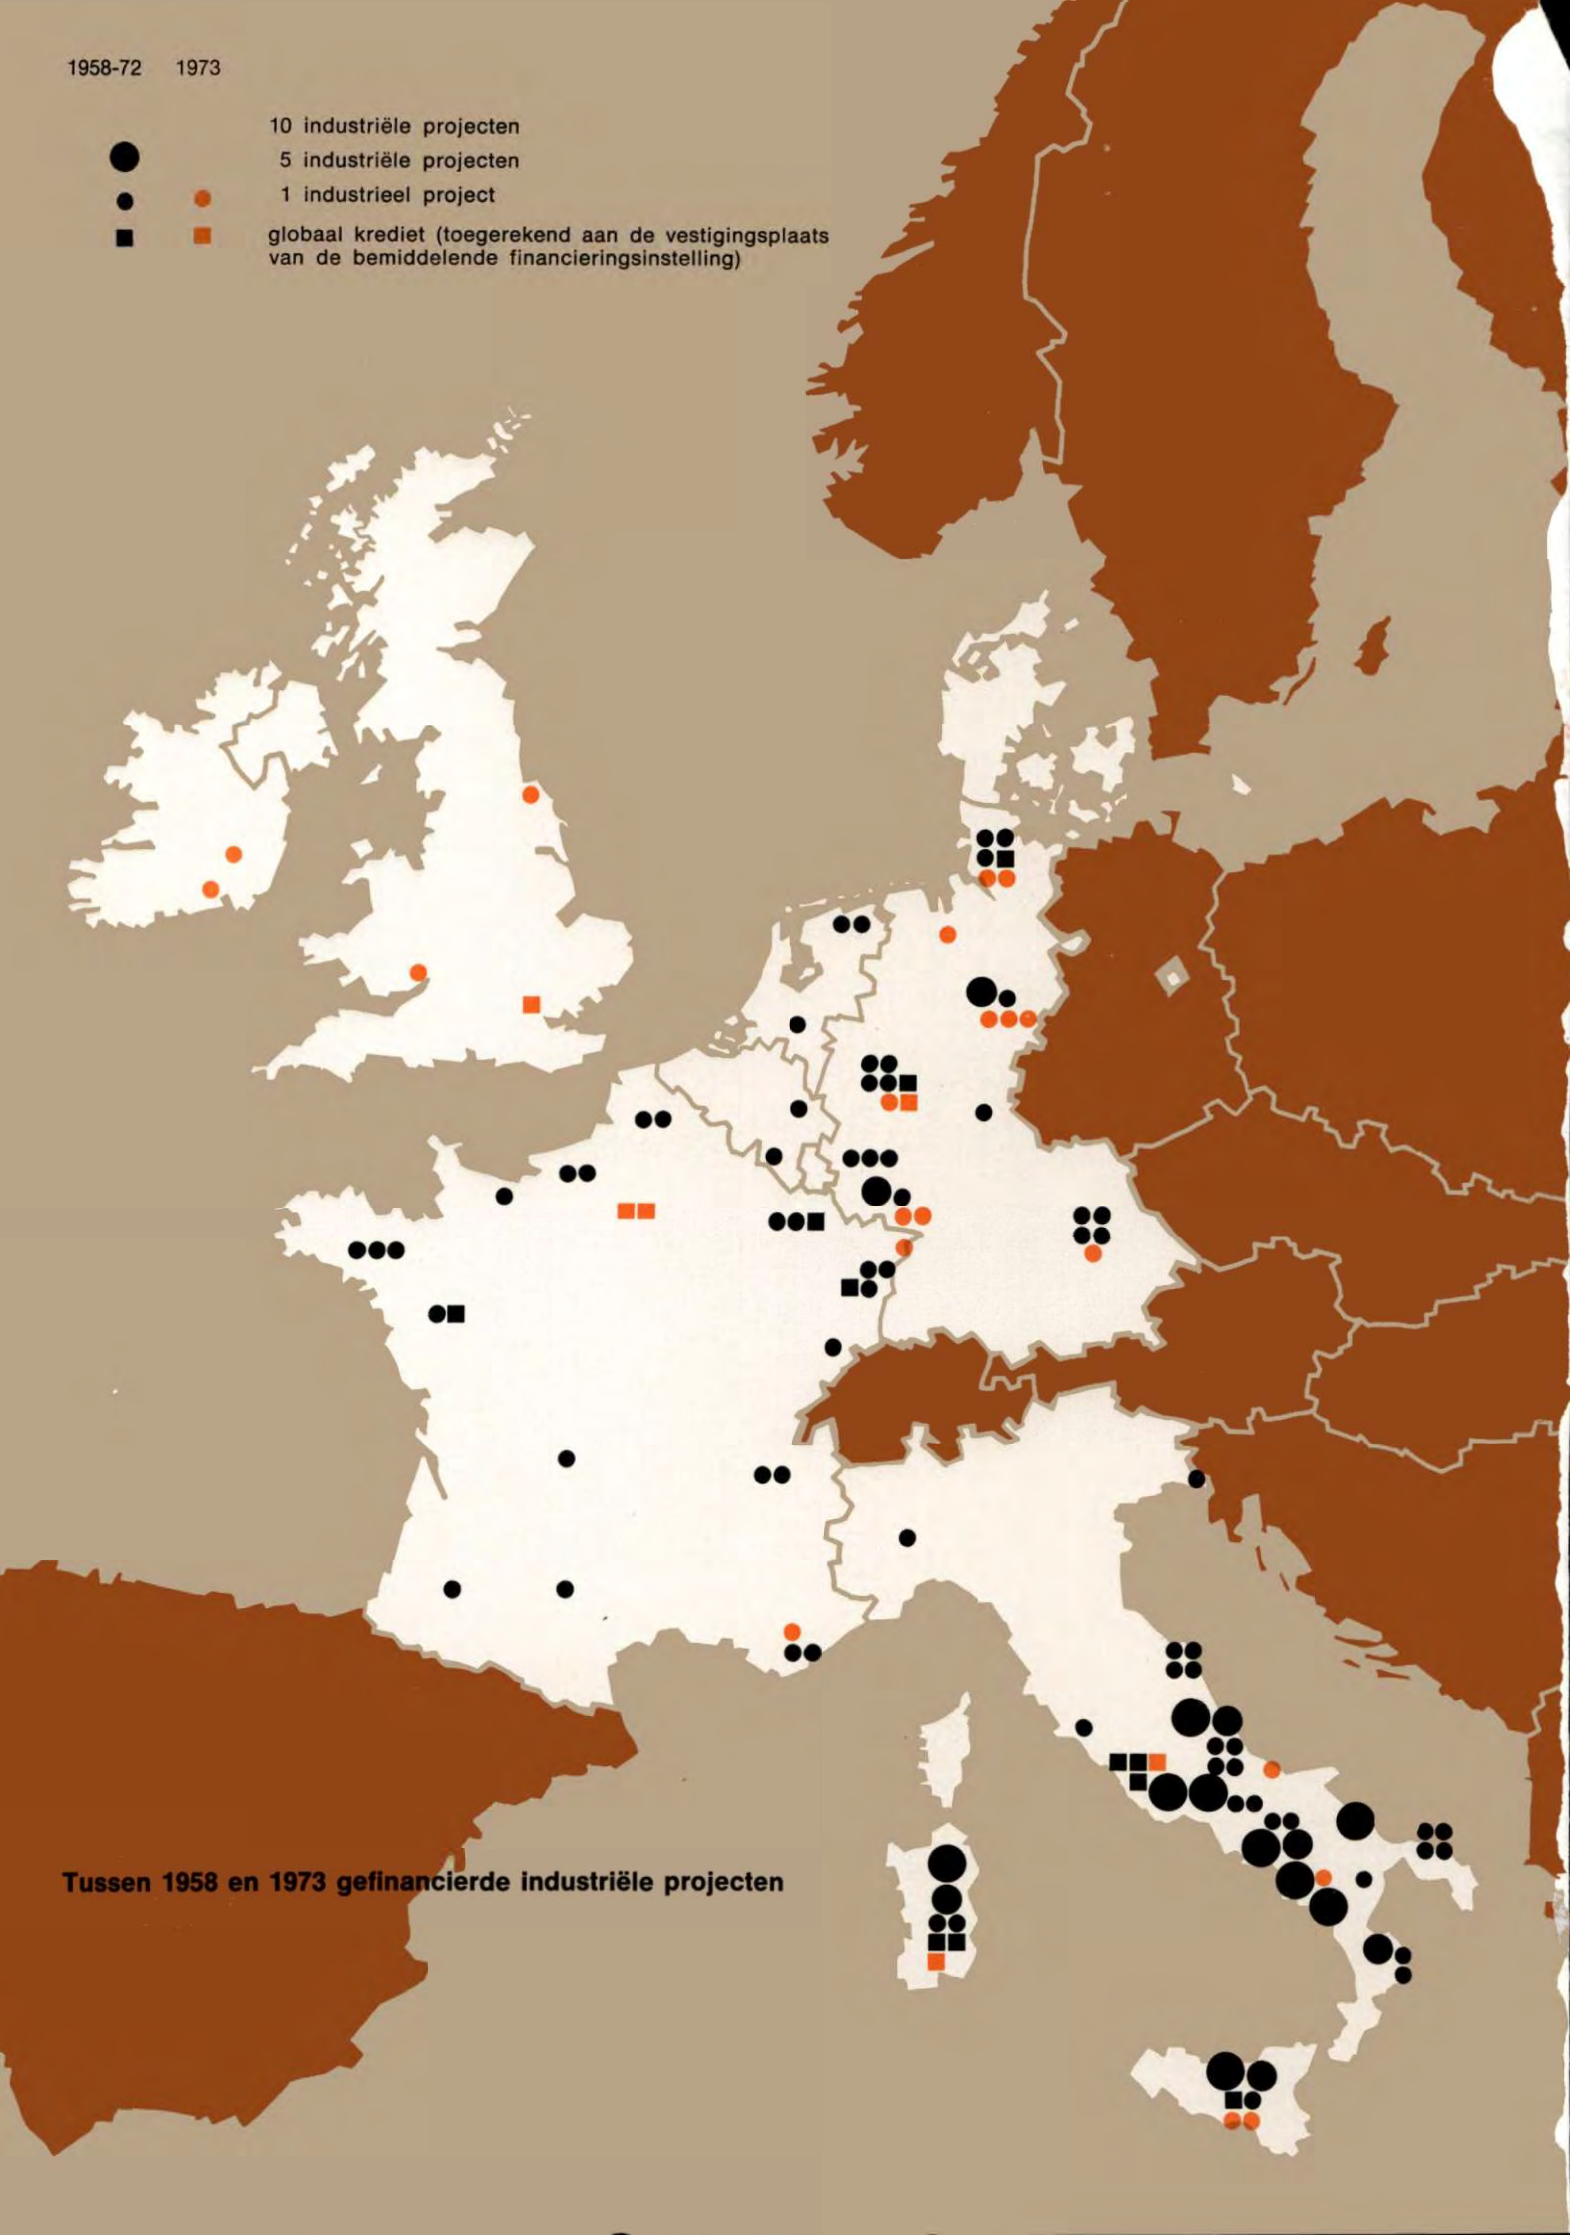 1958-72 1973
10 industriële projecten
5 industriële projecten
1 industrieel project
globaal krediet (toegerekend aan de vestigingsplaats
van de bemiddelende financieringsinstelling)
Tussen 1958 en 1973 gefinancierde industriële projecten